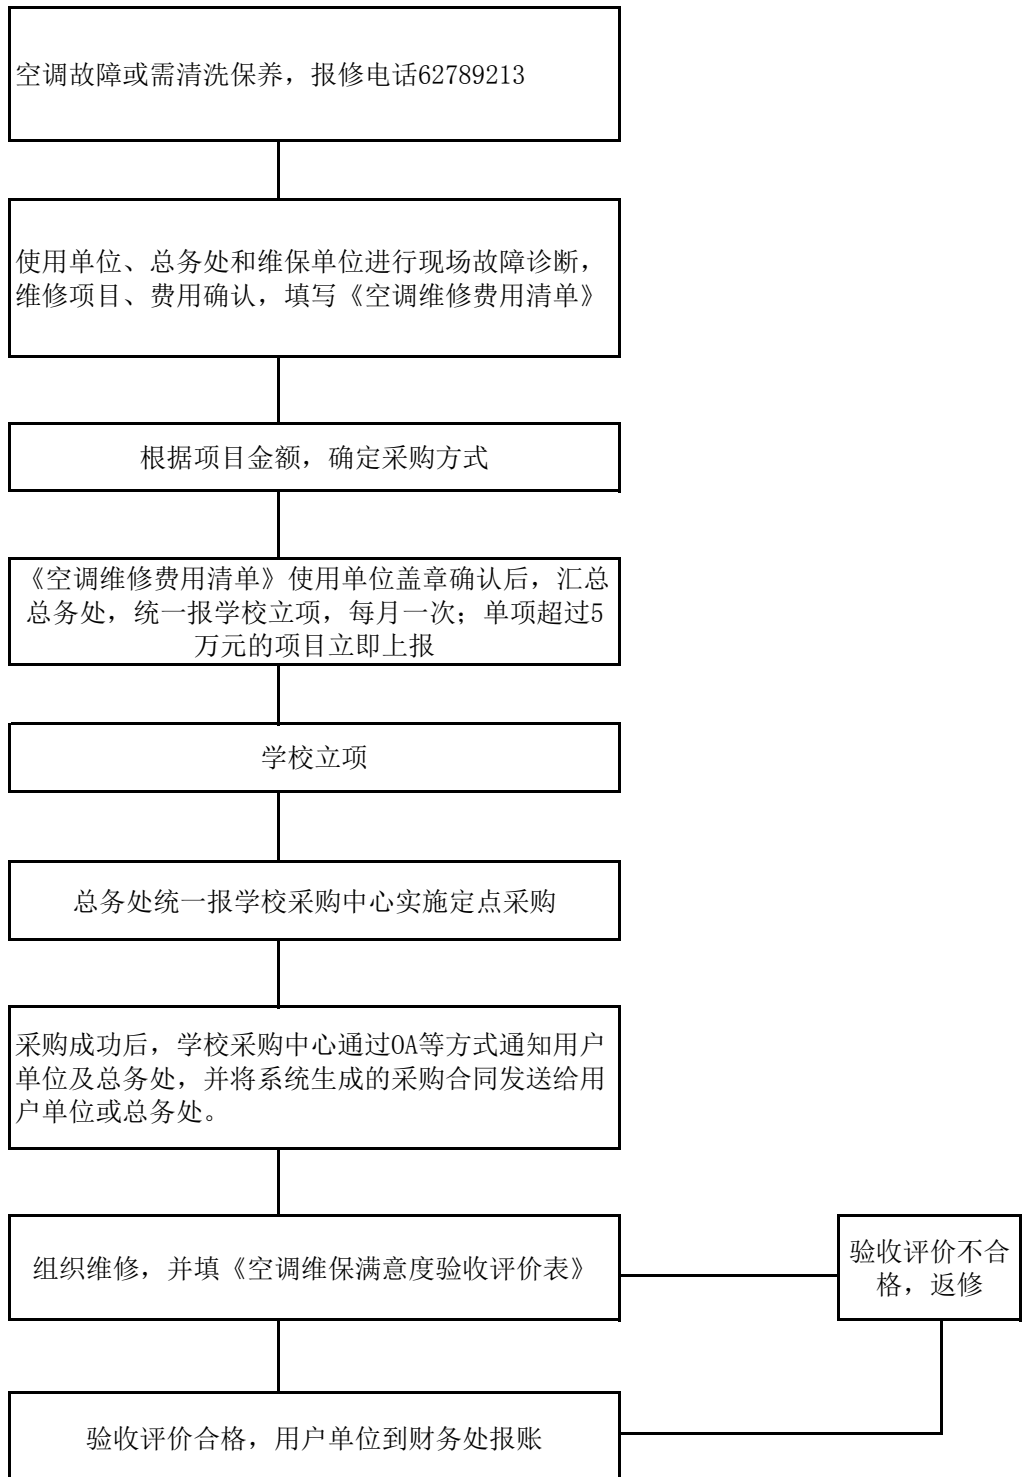 空调故障或需清洗保养，报修电话62789213
使用单位、总务处和维保单位进行现场故障诊断，
维修项目、费用确认，填写《空调维修费用清单》
根据项目金额，确定采购方式
《空调维修费用清单》使用单位盖章确认后，汇总
总务处，统一报学校立项，每月一次；单项超过5
万元的项目立即上报
学校立项
总务处统一报学校采购中心实施定点采购
采购成功后，学校采购中心通过OA等方式通知用户
单位及总务处，并将系统生成的采购合同发送给用
户单位或总务处。
组织维修，并填《空调维保满意度验收评价表》
验收评价不合
格，返修
验收评价合格，用户单位到财务处报账